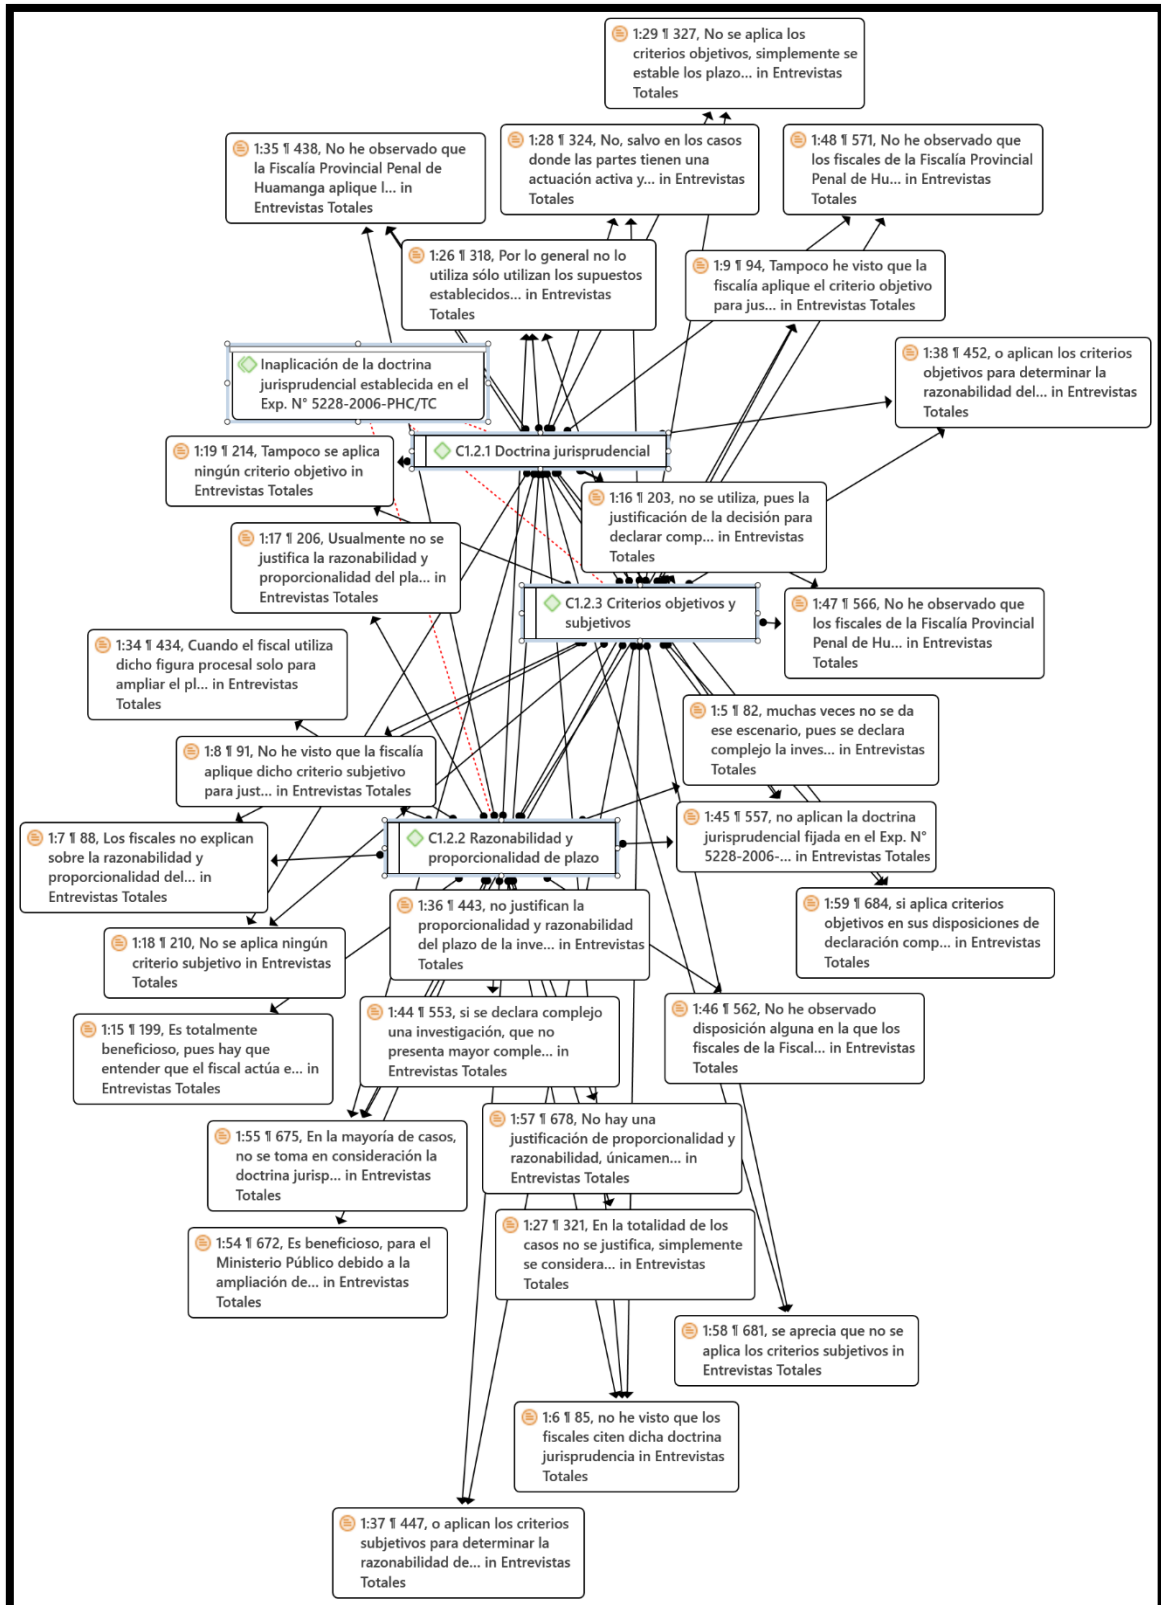 1:29 ¶ 327, No se aplica los
criterios objetivos, simplemente se
estable los plazo... in Entrevistas
Totales
1:28 ¶ 324, No, salvo en los casos
donde las partes tienen una
actuación activa y... in Entrevistas
Totales
1:48 ¶ 571, No he observado que
los fiscales de la Fiscalía Provincial
Penal de Hu... in Entrevistas
Totales
1:35 ¶ 438, No he observado que
la Fiscalía Provincial Penal de
Huamanga aplique l... in
Entrevistas Totales
1:26 ¶ 318, Por lo general no lo
utiliza sólo utilizan los supuestos
establecidos... in Entrevistas
Totales
1:9 ¶ 94, Tampoco he visto que la
fiscalía aplique el criterio objetivo
para jus... in Entrevistas Totales
Inaplicación de la doctrina
jurisprudencial establecida en el
Exp. N° 5228-2006-PHC/TC
1:38 ¶ 452, o aplican los criterios
objetivos para determinar la
razonabilidad del... in Entrevistas
Totales
C1.2.1 Doctrina jurisprudencial
1:19 ¶ 214, Tampoco se aplica
ningún criterio objetivo in
Entrevistas Totales
1:16 ¶ 203, no se utiliza, pues la
justificación de la decisión para
declarar comp... in Entrevistas
Totales
1:17 ¶ 206, Usualmente no se
justifica la razonabilidad y
proporcionalidad del pla... in
Entrevistas Totales
C1.2.3 Criterios objetivos y
subjetivos
1:47 ¶ 566, No he observado que
los fiscales de la Fiscalía Provincial
Penal de Hu... in Entrevistas
Totales
1:34 ¶ 434, Cuando el fiscal utiliza
dicho figura procesal solo para
ampliar el pl... in Entrevistas
Totales
1:5 ¶ 82, muchas veces no se da
ese escenario, pues se declara
complejo la inves... in Entrevistas
Totales
1:8 ¶ 91, No he visto que la fiscalía
aplique dicho criterio subjetivo
para just... in Entrevistas Totales
1:45 ¶ 557, no aplican la doctrina
jurisprudencial fijada en el Exp. N°
5228-2006-... in Entrevistas Totales
1:7 ¶ 88, Los fiscales no explican
sobre la razonabilidad y
proporcionalidad del... in
Entrevistas Totales
C1.2.2 Razonabilidad y
proporcionalidad de plazo
1:36 ¶ 443, no justifican la
proporcionalidad y razonabilidad
del plazo de la inve... in Entrevistas
Totales
1:59 ¶ 684, si aplica criterios
objetivos en sus disposiciones de
declaración comp... in Entrevistas
Totales
1:18 ¶ 210, No se aplica ningún
criterio subjetivo in Entrevistas
Totales
1:44 ¶ 553, si se declara complejo
una investigación, que no
presenta mayor comple... in
Entrevistas Totales
1:46 ¶ 562, No he observado
disposición alguna en la que los
fiscales de la Fiscal... in Entrevistas
Totales
1:15 ¶ 199, Es totalmente
beneficioso, pues hay que
entender que el fiscal actúa e... in
Entrevistas Totales
1:57 ¶ 678, No hay una
justificación de proporcionalidad y
razonabilidad, únicamen... in
Entrevistas Totales
1:55 ¶ 675, En la mayoría de casos,
no se toma en consideración la
doctrina jurisp... in Entrevistas
Totales
1:27 ¶ 321, En la totalidad de los
casos no se justifica, simplemente
se considera... in Entrevistas
Totales
1:54 ¶ 672, Es beneficioso, para el
Ministerio Público debido a la
ampliación de... in Entrevistas
Totales
1:58 ¶ 681, se aprecia que no se
aplica los criterios subjetivos in
Entrevistas Totales
1:6 ¶ 85, no he visto que los
fiscales citen dicha doctrina
jurisprudencia in Entrevistas
Totales
1:37 ¶ 447, o aplican los criterios
subjetivos para determinar la
razonabilidad de... in Entrevistas
Totales